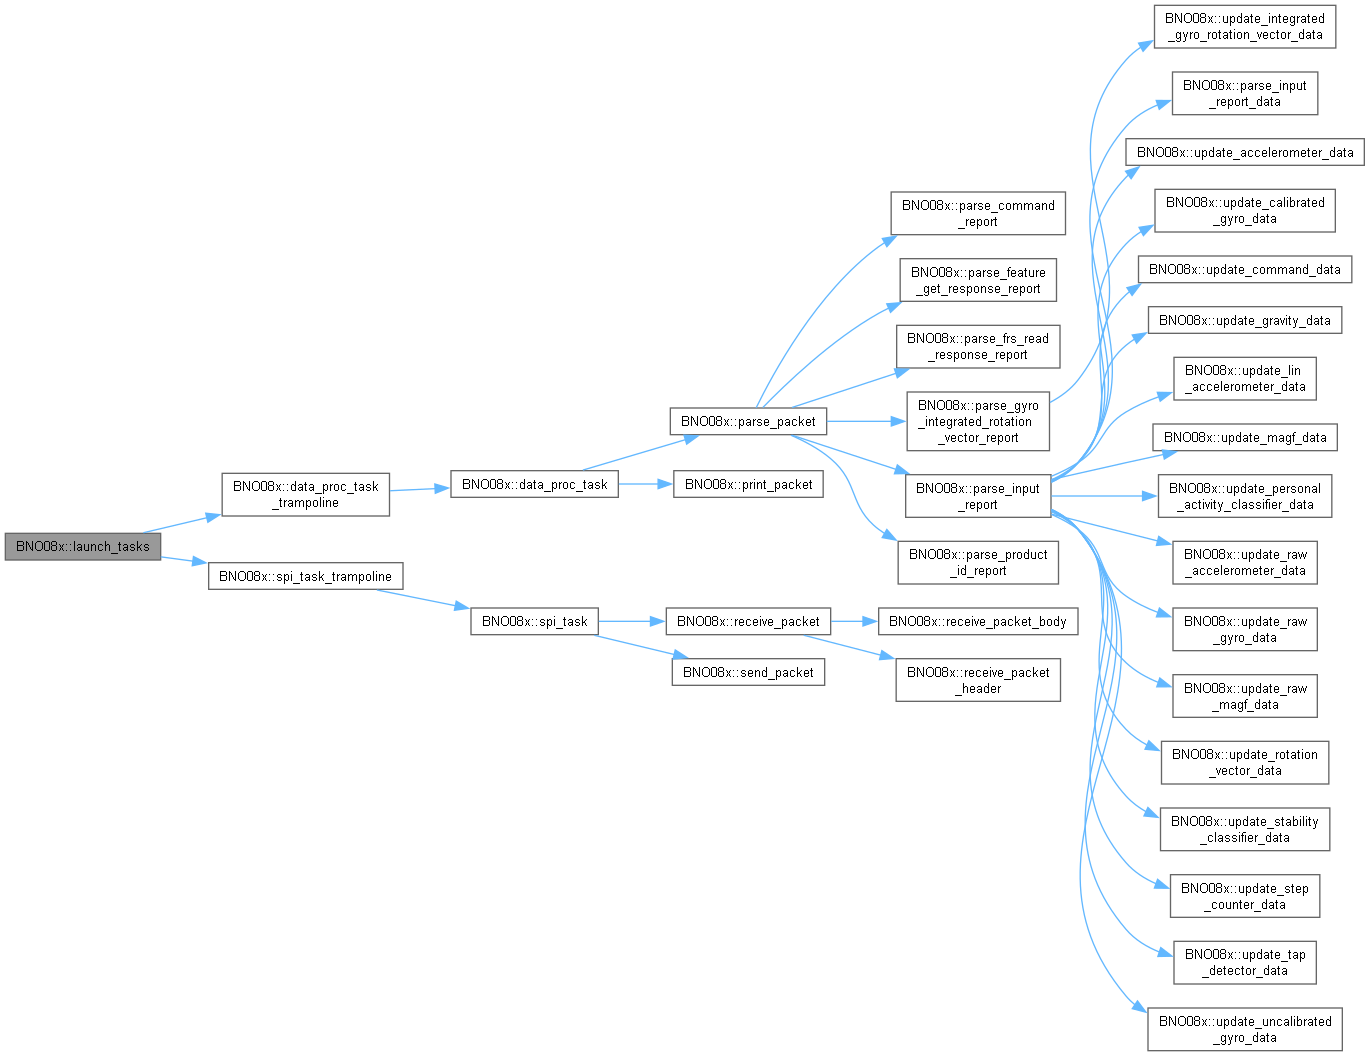 BNO08x::launch_tasks
BNO08x::data_proc_task
_trampoline
BNO08x::spi_task_trampoline
BNO08x::data_proc_task
BNO08x::spi_task
BNO08x::parse_packet
BNO08x::print_packet
BNO08x::receive_packet
BNO08x::send_packet
BNO08x::parse_command
_report
BNO08x::parse_feature
_get_response_report
BNO08x::parse_frs_read
_response_report
BNO08x::parse_gyro
_integrated_rotation
_vector_report
BNO08x::parse_input
_report
BNO08x::parse_product
_id_report
BNO08x::receive_packet_body
BNO08x::receive_packet
_header
BNO08x::update_integrated
_gyro_rotation_vector_data
BNO08x::parse_input
_report_data
BNO08x::update_accelerometer_data
BNO08x::update_calibrated
_gyro_data
BNO08x::update_command_data
BNO08x::update_gravity_data
BNO08x::update_lin
_accelerometer_data
BNO08x::update_magf_data
BNO08x::update_personal
_activity_classifier_data
BNO08x::update_raw
_accelerometer_data
BNO08x::update_raw
_gyro_data
BNO08x::update_raw
_magf_data
BNO08x::update_rotation
_vector_data
BNO08x::update_stability
_classifier_data
BNO08x::update_step
_counter_data
BNO08x::update_tap
_detector_data
BNO08x::update_uncalibrated
_gyro_data